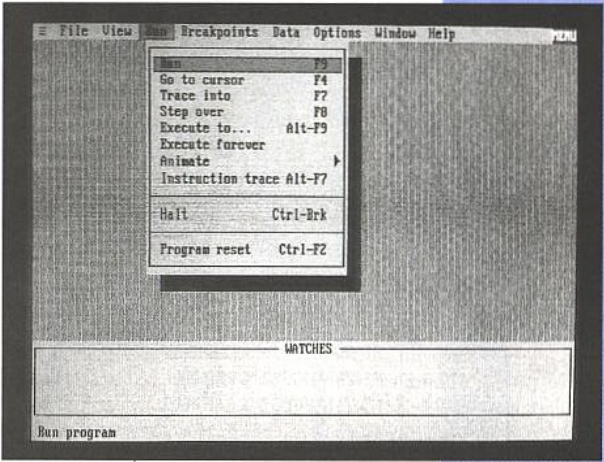 ≡ File View Run Breakpoints Data Options Window Help MENU
Run F9
Go to cursor F4
Trace into F7
Step over F8
Execute to... Alt-F9
Execute forever
Animate
Instruction trace Alt-F7
Halt Ctrl-Brk
Program reset Ctrl-F2
WATCHES
Run program